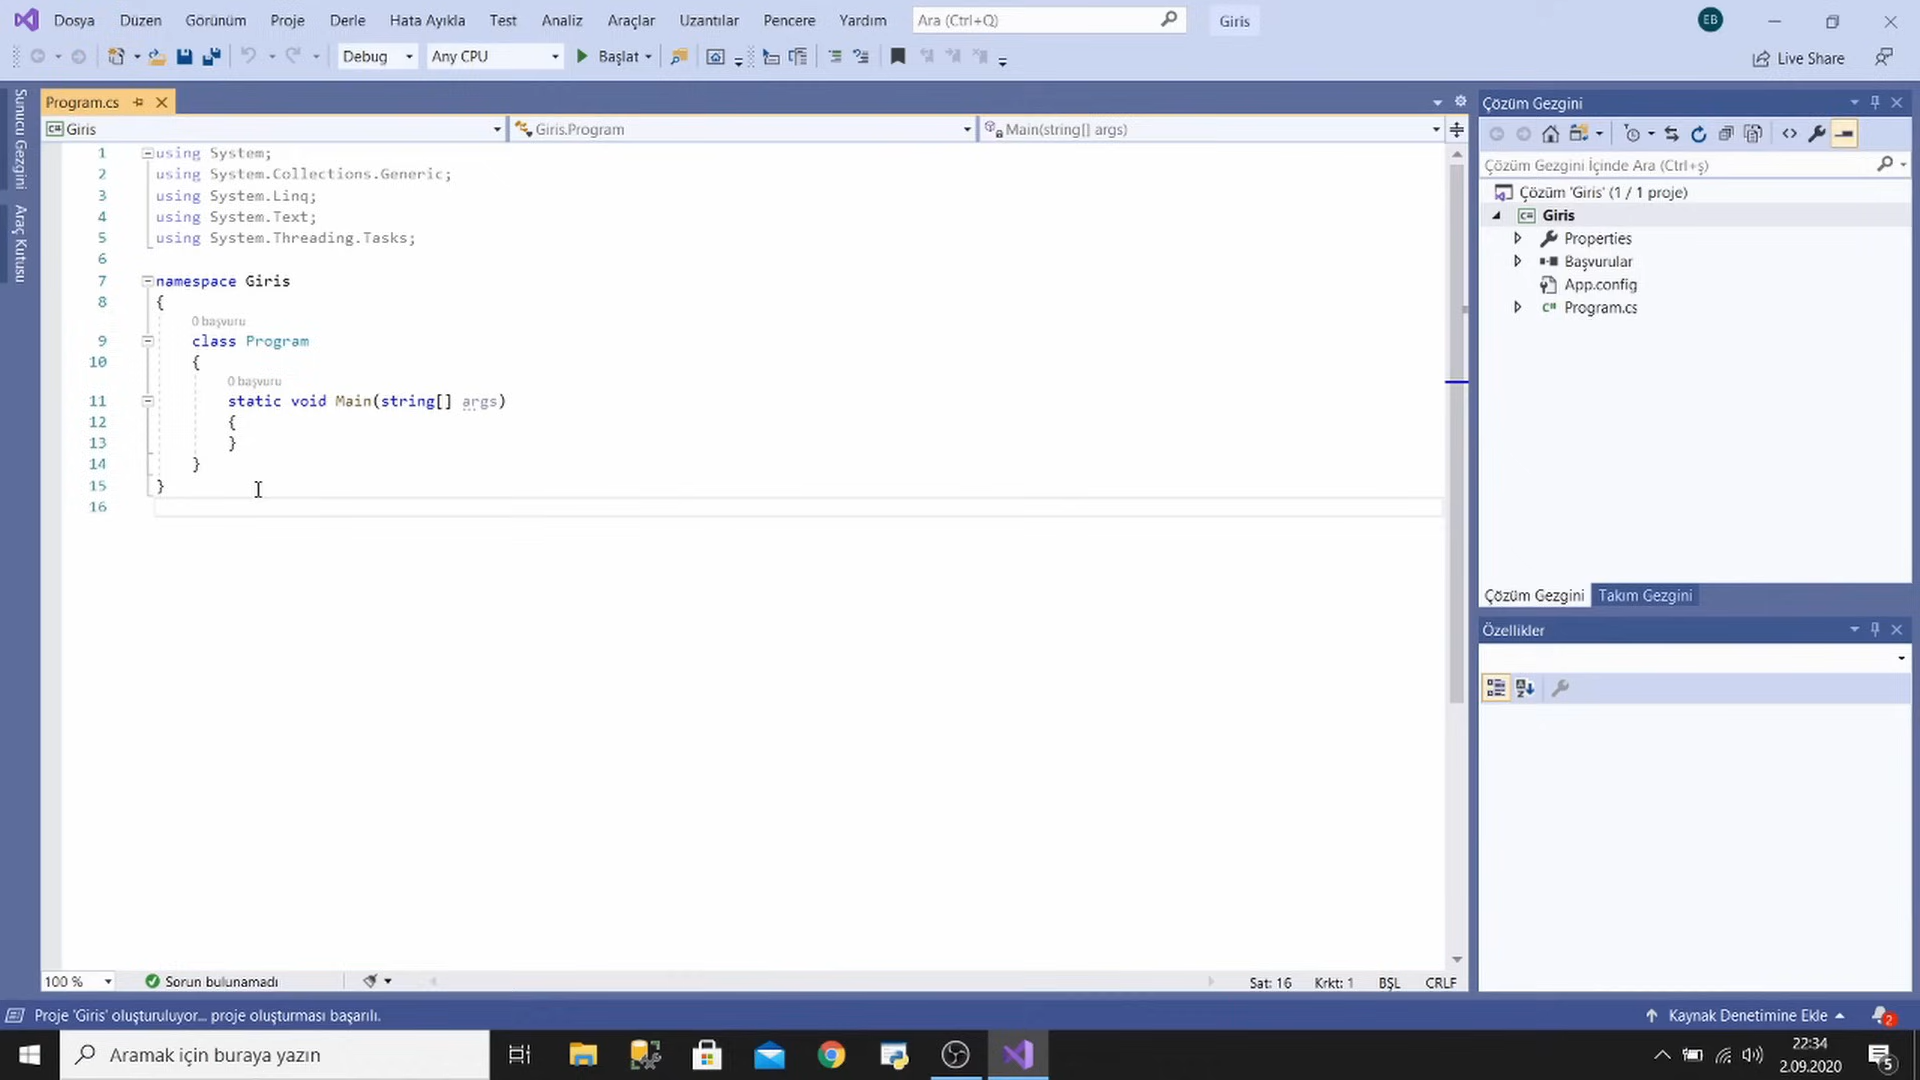 Dosya Düzen Görünüm Proje Derle Hata Ayıkla Test Analiz Araçlar Uzantılar Pencere Yardım Ara (Ctrl+Q) Giris EB
Debug Any CPU Başlat Live Share
Sunucu Gezgini
Araç Kutusu
Program.cs
Giris Giris.Program Main(string[] args)
1 using System;
2 using System.Collections.Generic;
3 using System.Linq;
4 using System.Text;
5 using System.Threading.Tasks;
6
7 namespace Giris
8 {
0 başvuru
9 class Program
10 {
0 başvuru
11 static void Main(string[] args)
12 {
13 }
14 }
15 }
16
100 % Sorun bulunamadı Sat: 16 Krkt: 1 BŞL CRLF
Çözüm Gezgini
Çözüm Gezgini İçinde Ara (Ctrl+ş)
Çözüm 'Giris' (1 / 1 proje)
C# Giris
Properties
Başvurular
App.config
C# Program.cs
Çözüm Gezgini Takım Gezgini
Özellikler
Proje 'Giris' oluşturuluyor... proje oluşturması başarılı. Kaynak Denetimine Ekle 2
Aramak için buraya yazın 22:34
2.09.2020 5